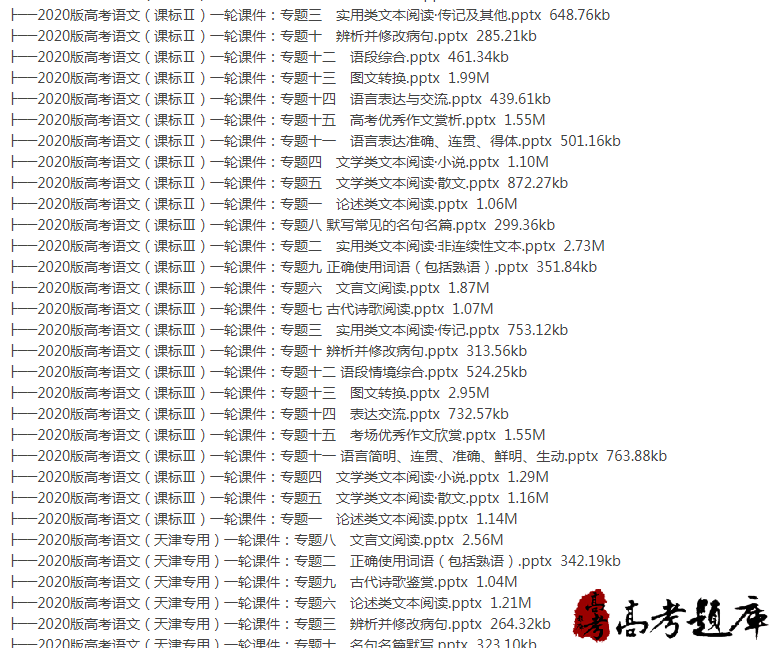 ├──2020版高考语文（课标Ⅱ）一轮课件：专题三　实用类文本阅读·传记及其他.pptx  648.76kb
├──2020版高考语文（课标Ⅱ）一轮课件：专题十　辨析并修改病句.pptx  285.21kb
├──2020版高考语文（课标Ⅱ）一轮课件：专题十二　语段综合.pptx  461.34kb
├──2020版高考语文（课标Ⅱ）一轮课件：专题十三　图文转换.pptx  1.99M
├──2020版高考语文（课标Ⅱ）一轮课件：专题十四　语言表达与交流.pptx  439.61kb
├──2020版高考语文（课标Ⅱ）一轮课件：专题十五　高考优秀作文赏析.pptx  1.55M
├──2020版高考语文（课标Ⅱ）一轮课件：专题十一　语言表达准确、连贯、得体.pptx  501.16kb
├──2020版高考语文（课标Ⅱ）一轮课件：专题四　文学类文本阅读·小说.pptx  1.10M
├──2020版高考语文（课标Ⅱ）一轮课件：专题五　文学类文本阅读·散文.pptx  872.27kb
├──2020版高考语文（课标Ⅱ）一轮课件：专题一　论述类文本阅读.pptx  1.06M
├──2020版高考语文（课标Ⅲ）一轮课件：专题八 默写常见的名句名篇.pptx  299.36kb
├──2020版高考语文（课标Ⅲ）一轮课件：专题二　实用类文本阅读·非连续性文本.pptx  2.73M
├──2020版高考语文（课标Ⅲ）一轮课件：专题九 正确使用词语（包括熟语）.pptx  351.84kb
├──2020版高考语文（课标Ⅲ）一轮课件：专题六　文言文阅读.pptx  1.87M
├──2020版高考语文（课标Ⅲ）一轮课件：专题七 古代诗歌阅读.pptx  1.07M
├──2020版高考语文（课标Ⅲ）一轮课件：专题三　实用类文本阅读·传记.pptx  753.12kb
├──2020版高考语文（课标Ⅲ）一轮课件：专题十 辨析并修改病句.pptx  313.56kb
├──2020版高考语文（课标Ⅲ）一轮课件：专题十二 语段情境综合.pptx  524.25kb
├──2020版高考语文（课标Ⅲ）一轮课件：专题十三　图文转换.pptx  2.95M
├──2020版高考语文（课标Ⅲ）一轮课件：专题十四　表达交流.pptx  732.57kb
├──2020版高考语文（课标Ⅲ）一轮课件：专题十五　考场优秀作文欣赏.pptx  1.55M
├──2020版高考语文（课标Ⅲ）一轮课件：专题十一 语言简明、连贯、准确、鲜明、生动.pptx  763.88kb
├──2020版高考语文（课标Ⅲ）一轮课件：专题四　文学类文本阅读·小说.pptx  1.29M
├──2020版高考语文（课标Ⅲ）一轮课件：专题五　文学类文本阅读·散文.pptx  1.16M
├──2020版高考语文（课标Ⅲ）一轮课件：专题一　论述类文本阅读.pptx  1.14M
├──2020版高考语文（天津专用）一轮课件：专题八　文言文阅读.pptx  2.56M
├──2020版高考语文（天津专用）一轮课件：专题二　正确使用词语（包括熟语）.pptx  342.19kb
├──2020版高考语文（天津专用）一轮课件：专题九　古代诗歌鉴赏.pptx  1.04M
├──2020版高考语文（天津专用）一轮课件：专题六　论述类文本阅读.pptx  1.21M
├──2020版高考语文（天津专用）一轮课件：专题三　辨析并修改病句.pptx  264.32kb
├──2020版高考语文（天津专用）一轮课件：专题十　名句名篇默写.pptx  323.10kb
高考 高考题库